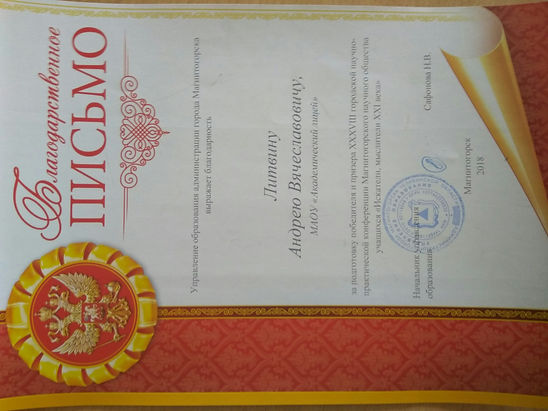 Благодарственное
ПИСЬМО
Управление образования администрации города Магнитогорска
выражает благодарность
Литвину
Андрею Вячеславовичу,
МАОУ «Академический лицей»
за подготовку победителя и призера XXXVIII городской научно-
практической конференции Магнитогорского научного общества
учащихся «Искатели, мыслители XXI века»
Начальник управления
образования
Сафонова Н.В.
Магнитогорск
2018